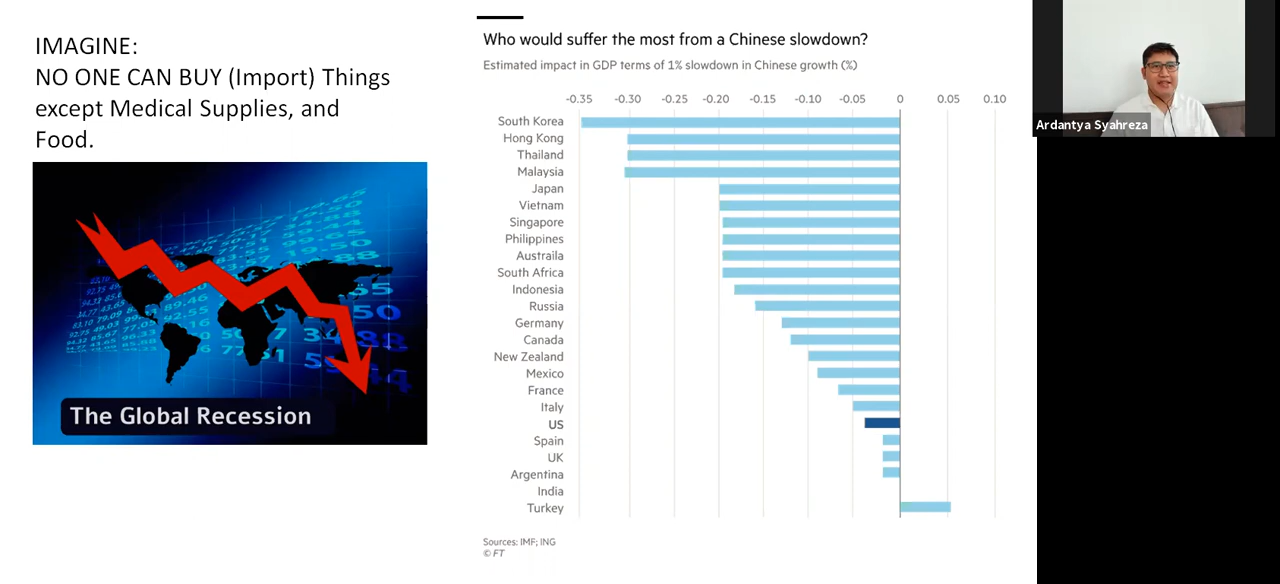 IMAGINE:
NO ONE CAN BUY (Import) Things
except Medical Supplies, and
Food.
The Global Recession
Who would suffer the most from a Chinese slowdown?
Estimated impact in GDP terms of 1% slowdown in Chinese growth (%)
-0.35 -0.30 -0.25 -0.20 -0.15 -0.10 -0.05 0 0.05 0.10
South Korea
Hong Kong
Thailand
Malaysia
Japan
Vietnam
Singapore
Philippines
Austraila
South Africa
Indonesia
Russia
Germany
Canada
New Zealand
Mexico
France
Italy
US
Spain
UK
Argentina
India
Turkey
Sources: IMF; ING
© FT
Ardantya Syahreza